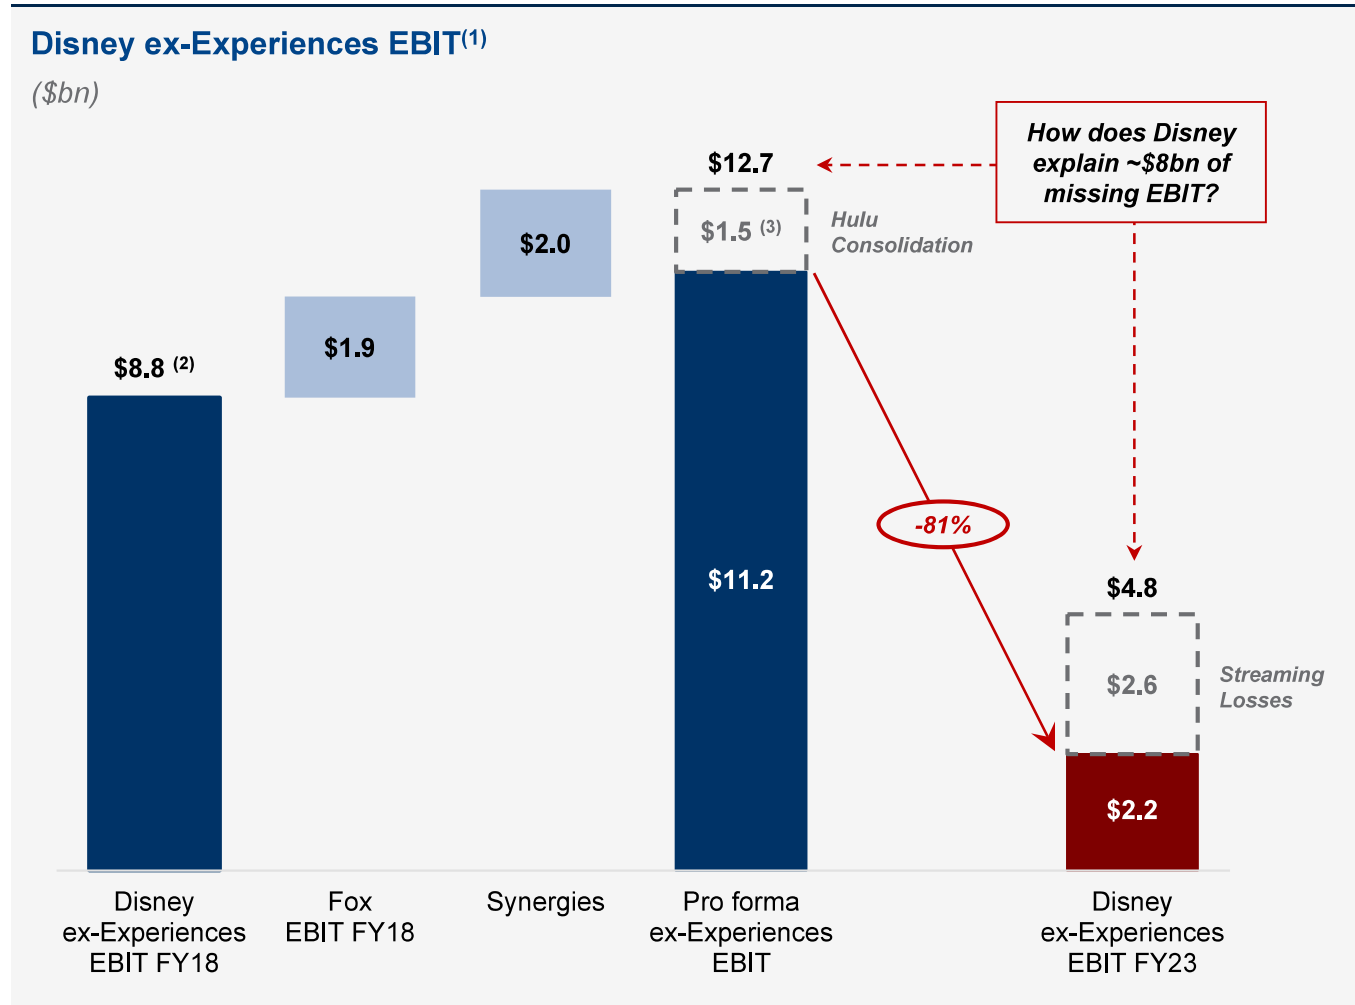 Disney ex-Experiences EBIT(1)
($bn)
How does Disney
explain ~$8bn of
missing EBIT?
$12.7
$1.5 (3)
Hulu
Consolidation
$2.0
$1.9
$8.8 (2)
-81%
$11.2
$4.8
$2.6
Streaming
Losses
$2.2
Disney
ex-Experiences
EBIT FY18
Fox
EBIT FY18
Synergies
Pro forma
ex-Experiences
EBIT
Disney
ex-Experiences
EBIT FY23